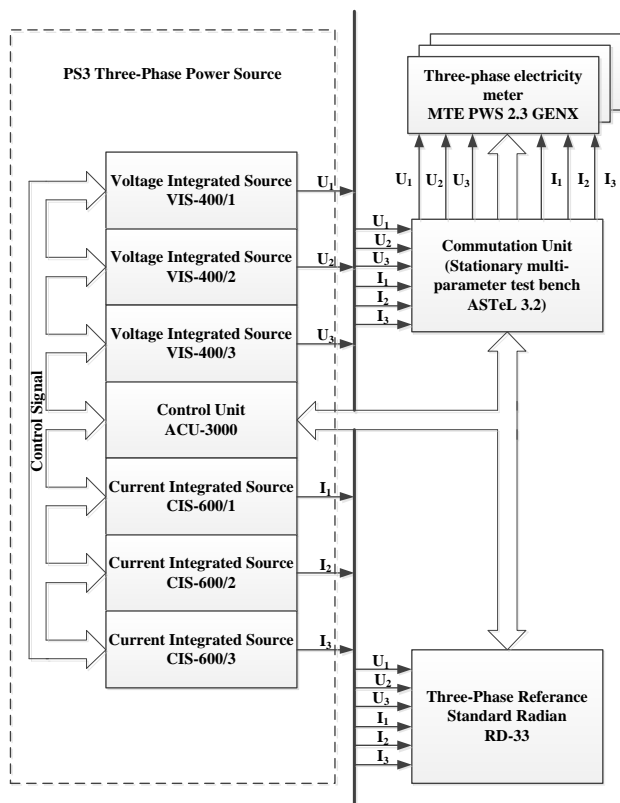 PS3 Three-Phase Power Source
Three-phase electricity
meter
MTE PWS 2.3 GENX
U1
U2
U3
I1
I2
I3
Voltage Integrated Source
VIS-400/1
U1
Voltage Integrated Source
VIS-400/2
U2
Voltage Integrated Source
VIS-400/3
U3
U1
U2
U3
I1
I2
I3
Commutation Unit
(Stationary multi-
parameter test bench
ASTeL 3.2)
Control Signal
Control Unit
ACU-3000
Current Integrated Source
CIS-600/1
I1
Current Integrated Source
CIS-600/2
I2
Current Integrated Source
CIS-600/3
I3
U1
U2
U3
I1
I2
I3
Three-Phase Referance
Standard Radian
RD-33